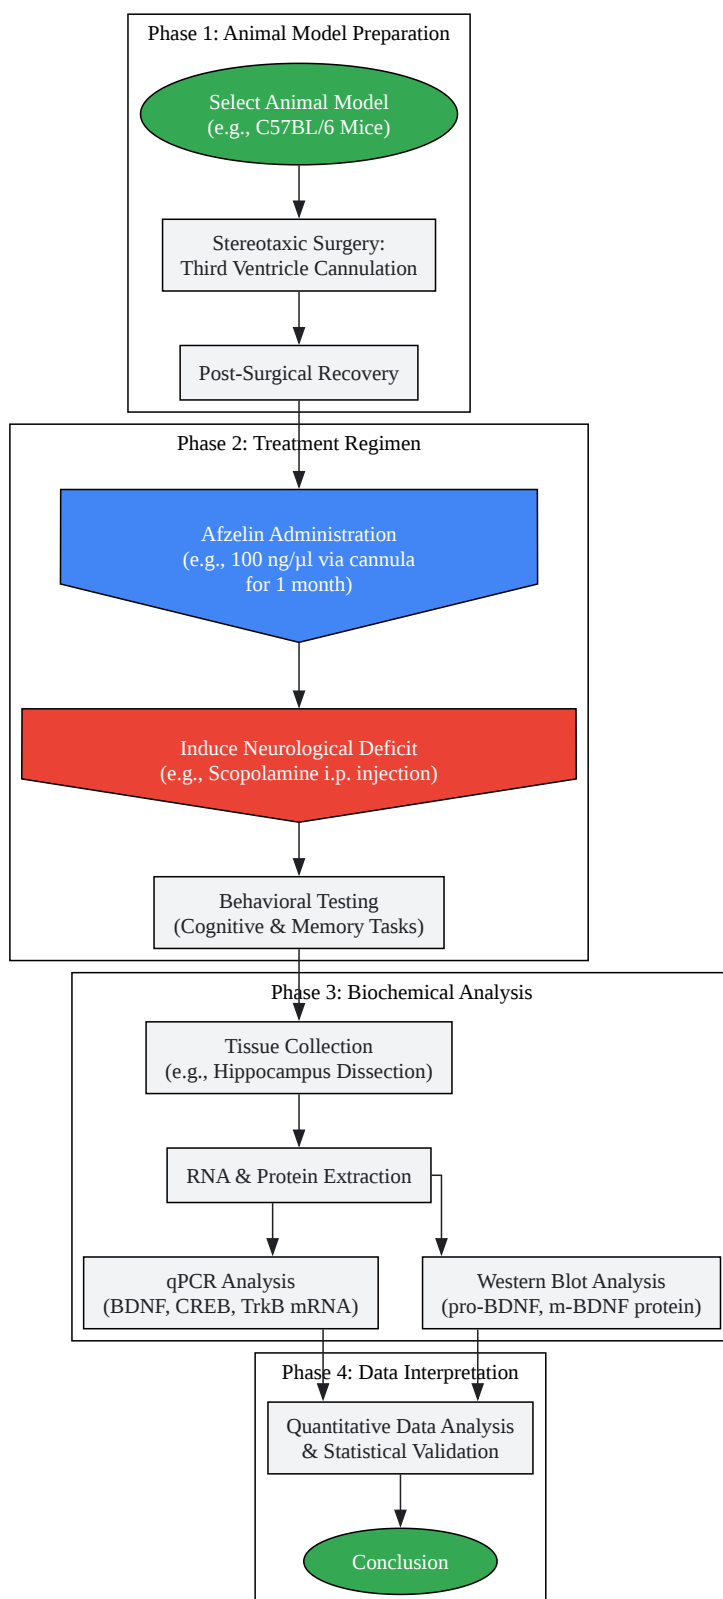 Phase 1: Animal Model Preparation
Select Animal Model
(e.g., C57BL/6 Mice)
Stereotaxic Surgery:
Third Ventricle Cannulation
Post-Surgical Recovery
Phase 2: Treatment Regimen
Afzelin Administration
(e.g., 100 ng/µl via cannula
for 1 month)
Induce Neurological Deficit
(e.g., Scopolamine i.p. injection)
Behavioral Testing
(Cognitive & Memory Tasks)
Phase 3: Biochemical Analysis
Tissue Collection
(e.g., Hippocampus Dissection)
RNA & Protein Extraction
qPCR Analysis
(BDNF, CREB, TrkB mRNA)
Western Blot Analysis
(pro-BDNF, m-BDNF protein)
Phase 4: Data Interpretation
Quantitative Data Analysis
& Statistical Validation
Conclusion